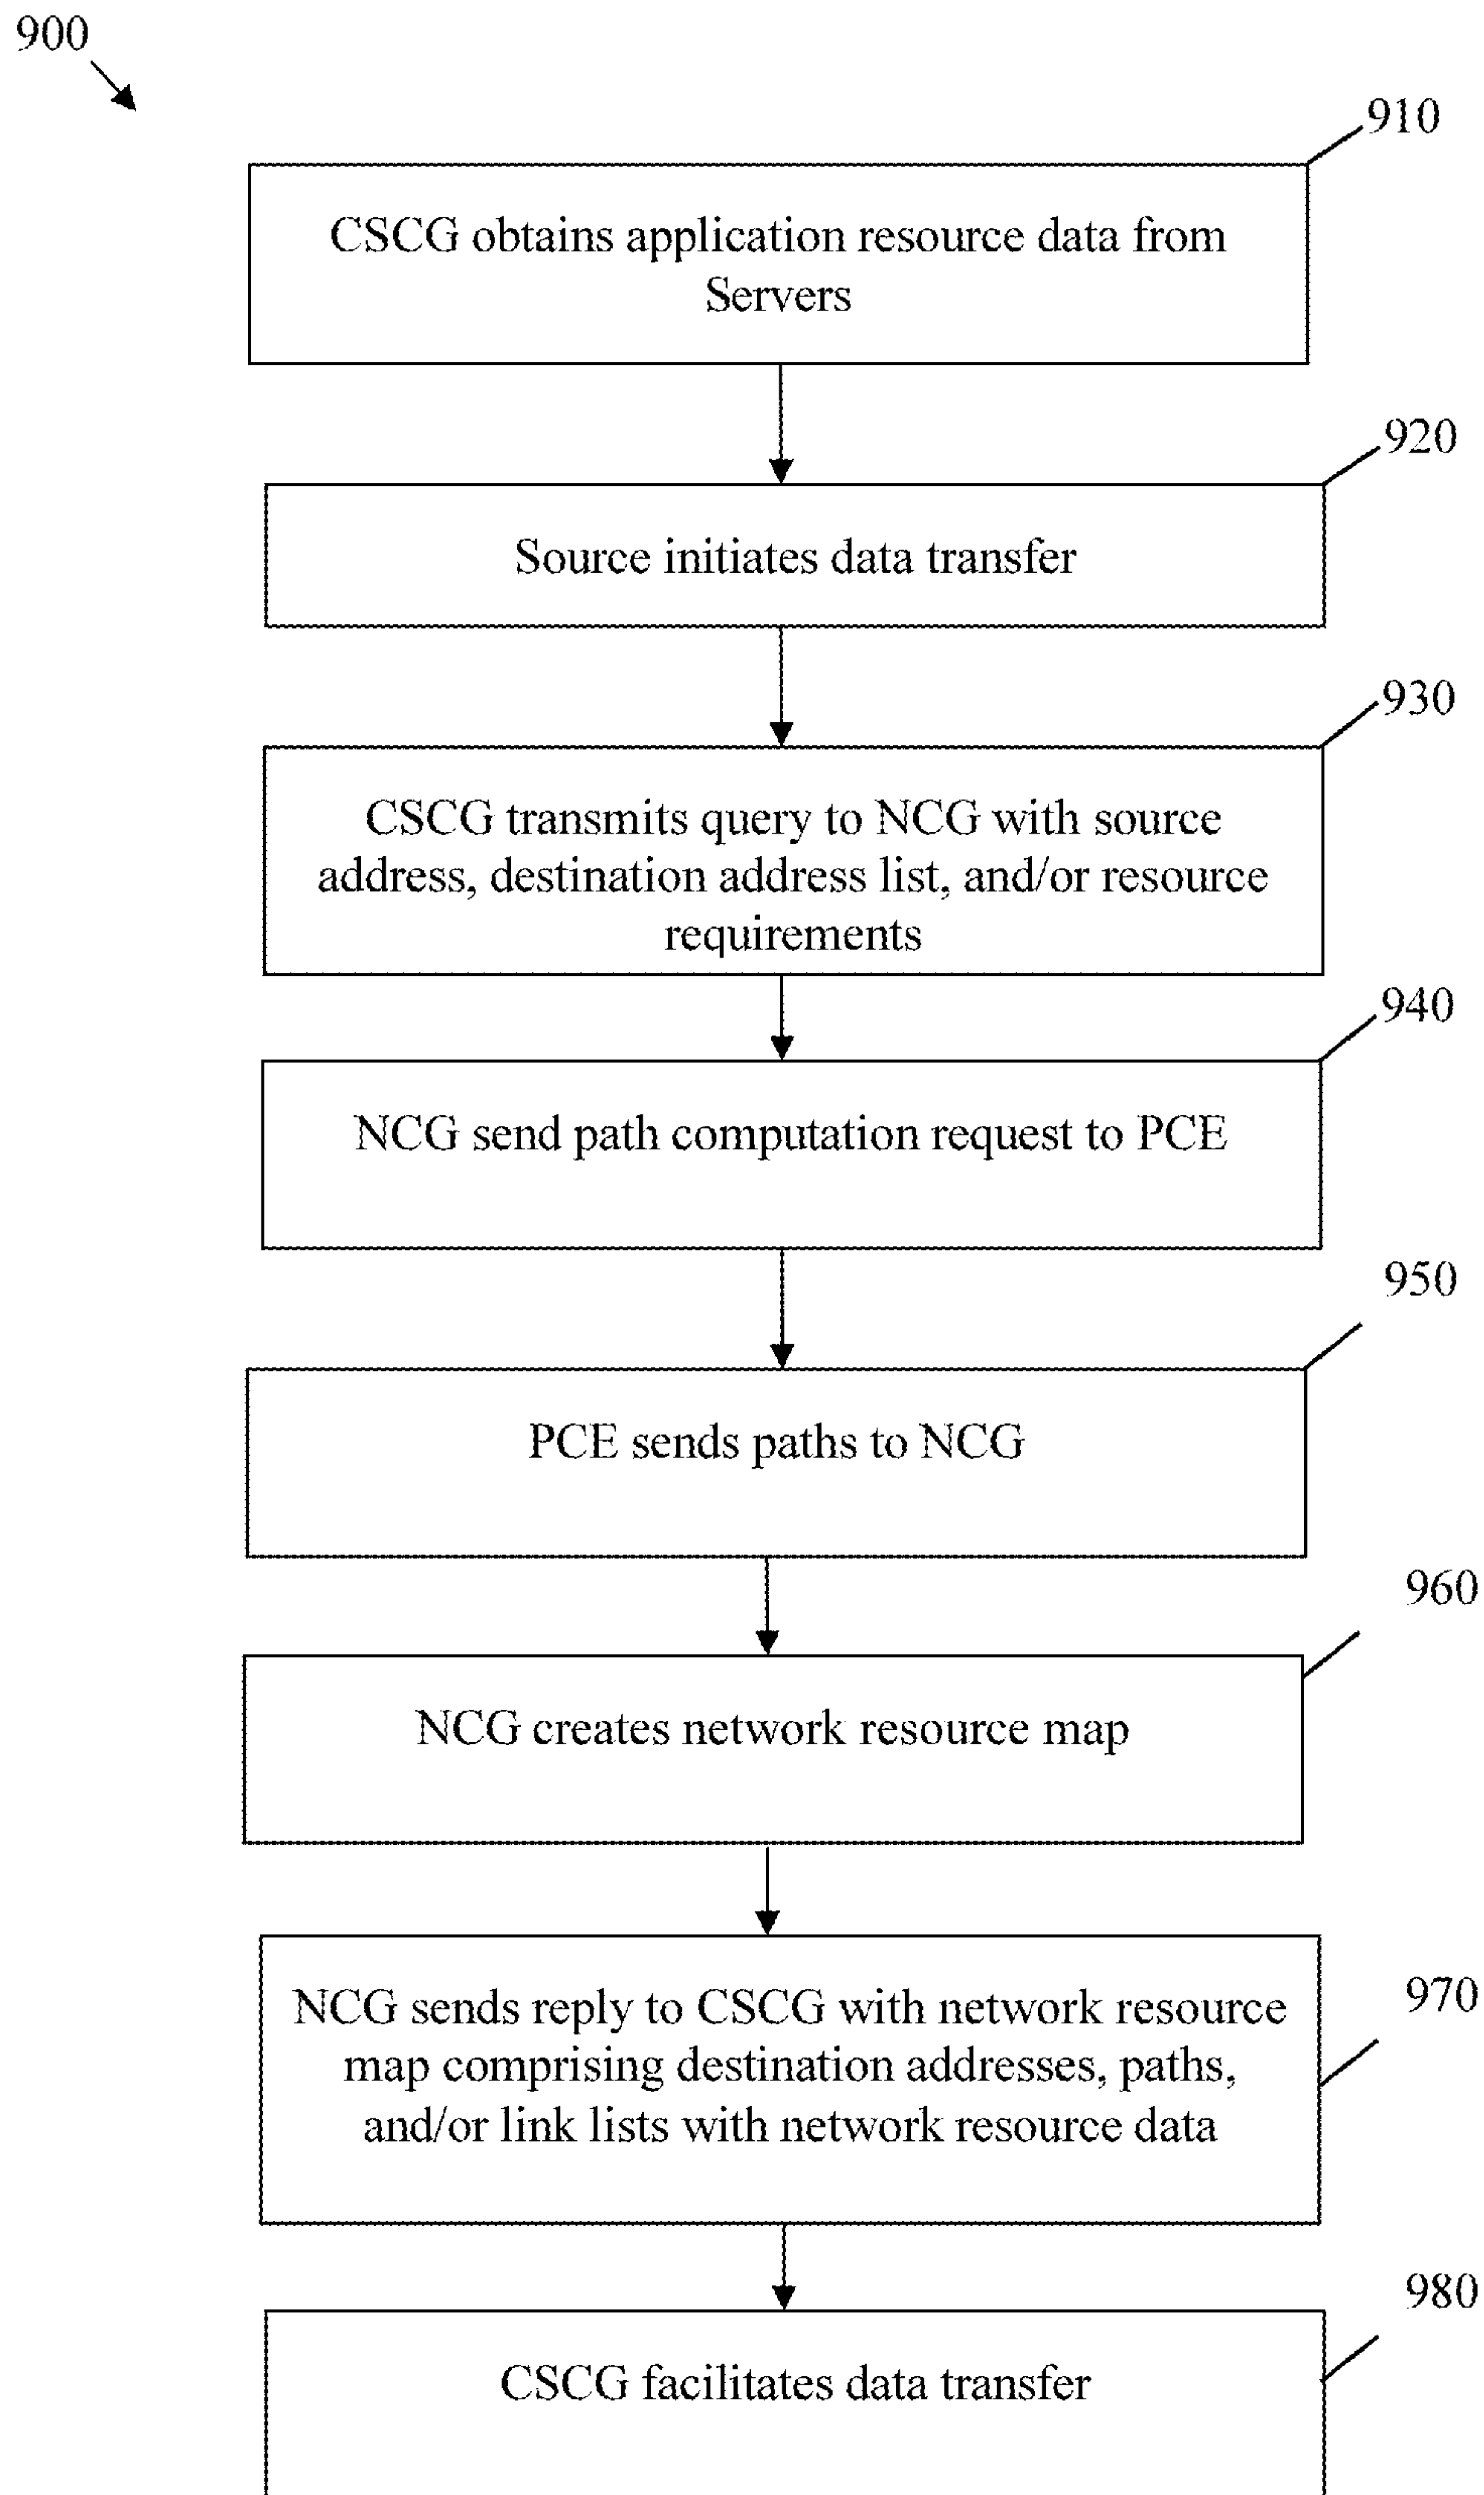 900
910
CSCG obtains application resource data from
Servers
920
Source initiates data transfer
930
CSCG transmits query to NCG with source
address, destination address list, and/or resource
requirements
940
NCG send path computation request to PCE
950
PCE sends paths to NCG
960
NCG creates network resource map
970
NCG sends reply to CSCG with network resource
map comprising destination addresses, paths,
and/or link lists with network resource data
980
CSCG facilitates data transfer